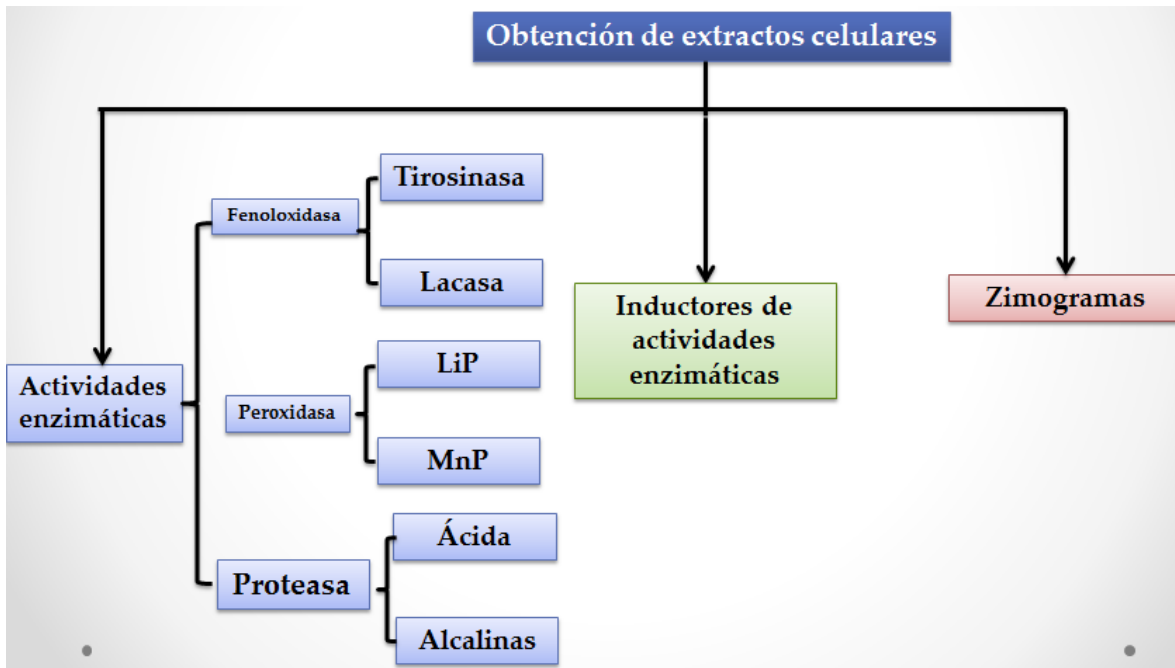 Obtención de extractos celulares
Actividades
enzimáticas
Fenoloxidasa
Tirosinasa
Lacasa
Peroxidasa
LiP
MnP
Proteasa
Ácida
Alcalinas
Inductores de
actividades
enzimáticas
Zimogramas